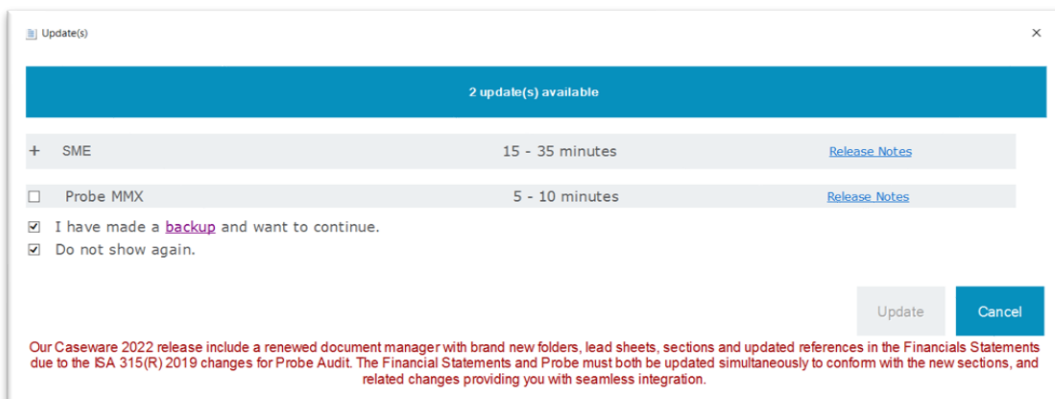 Update(s)
2 update(s) available
+ SME 15 - 35 minutes Release Notes
Probe MMX 5 - 10 minutes Release Notes
I have made a backup and want to continue.
Do not show again.
Update Cancel
Our Caseware 2022 release include a renewed document manager with brand new folders, lead sheets, sections and updated references in the Financials Statements
due to the ISA 315(R) 2019 changes for Probe Audit. The Financial Statements and Probe must both be updated simultaneously to conform with the new sections, and
related changes providing you with seamless integration.